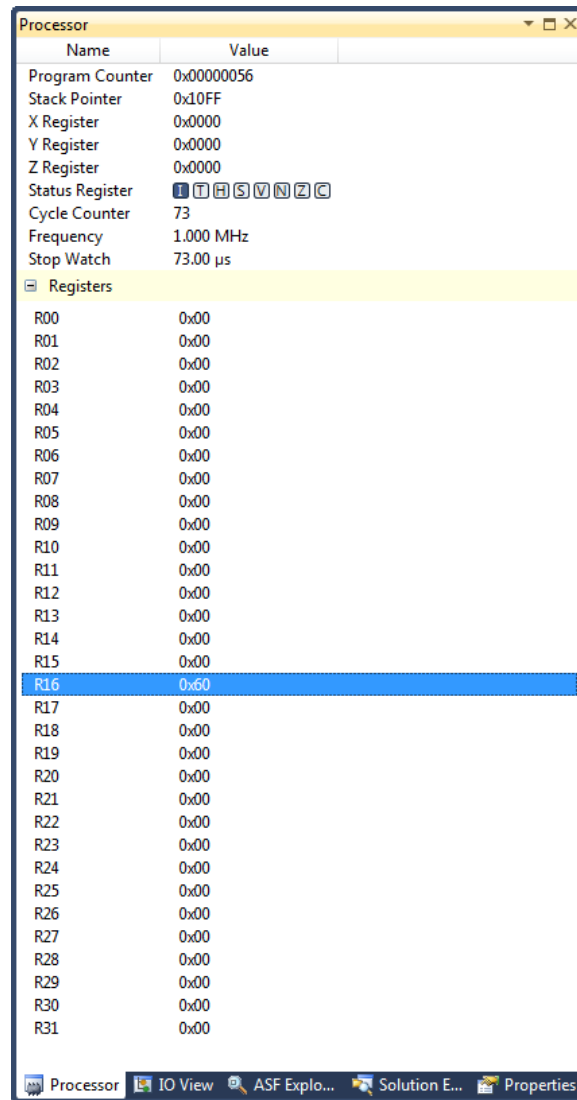 Processor
Name Value
Program Counter 0x00000056
Stack Pointer 0x10FF
X Register 0x0000
Y Register 0x0000
Z Register 0x0000
Status Register I T H S V N Z C
Cycle Counter 73
Frequency 1.000 MHz
Stop Watch 73.00 µs
Registers
R00 0x00
R01 0x00
R02 0x00
R03 0x00
R04 0x00
R05 0x00
R06 0x00
R07 0x00
R08 0x00
R09 0x00
R10 0x00
R11 0x00
R12 0x00
R13 0x00
R14 0x00
R15 0x00
R16 0x60
R17 0x00
R18 0x00
R19 0x00
R20 0x00
R21 0x00
R22 0x00
R23 0x00
R24 0x00
R25 0x00
R26 0x00
R27 0x00
R28 0x00
R29 0x00
R30 0x00
R31 0x00
Processor IO View ASF Explo... Solution E... Properties